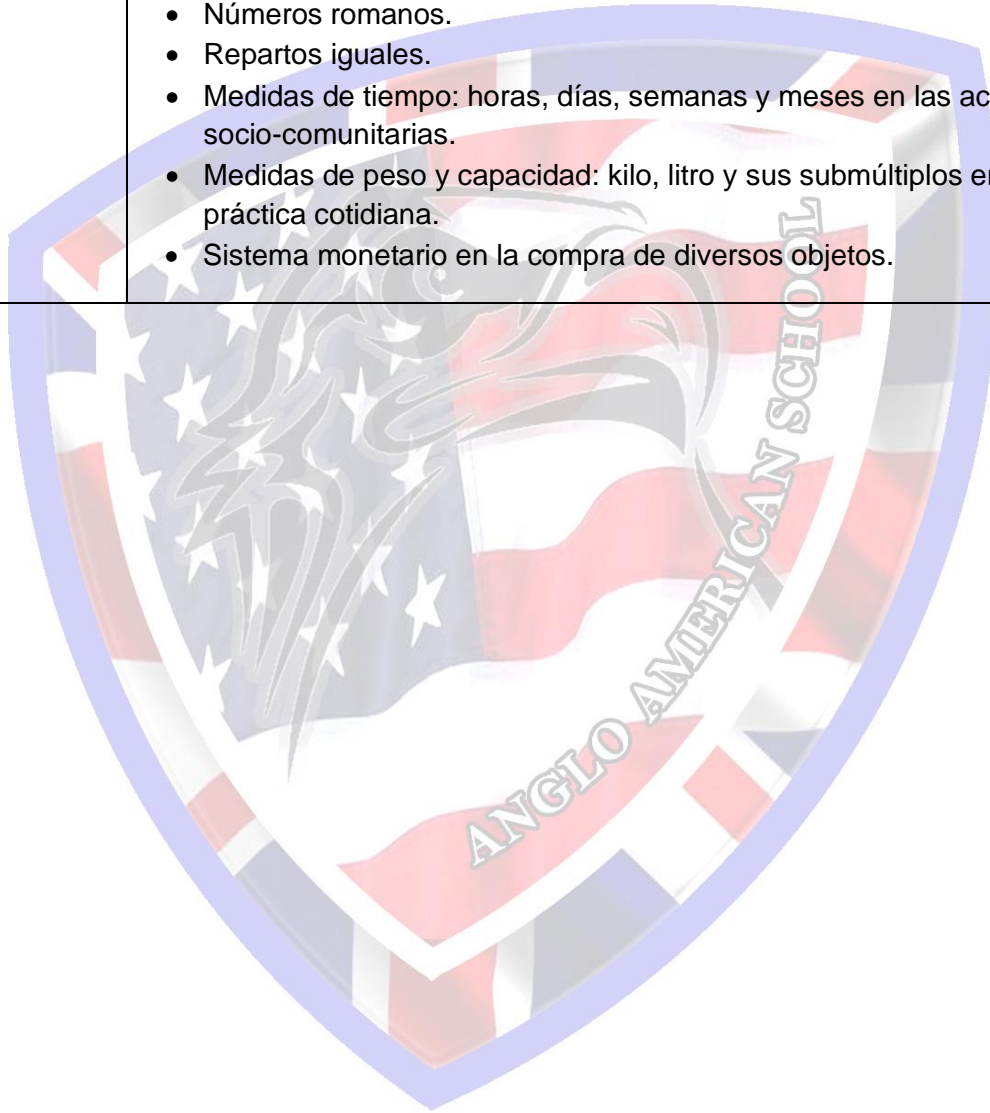 • Números romanos.
• Repartos iguales.
• Medidas de tiempo: horas, días, semanas y meses en las
socio-comunitarias.
• Medidas de peso y capacidad: kilo, litro y sus submúltiplos
práctica cotidiana.
• Sistema monetario en la compra de diversos objetos.
ANGLO AMERICAN SCHOOL